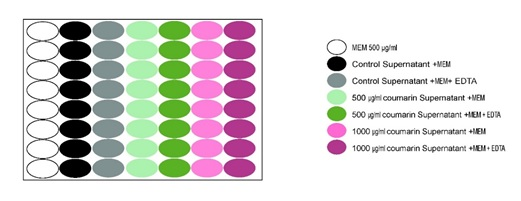 MEM 500 µg/ml
Control Supernatant +MEM
Control Supernatant +MEM+ EDTA
500 µg/ml coumarin Supernatant +MEM
500 µg/ml coumarin Supernatant +MEM + EDTA
1000 µg/ml coumarin Supernatant +MEM
1000 µg/ml coumarin Supernatant +MEM + EDTA